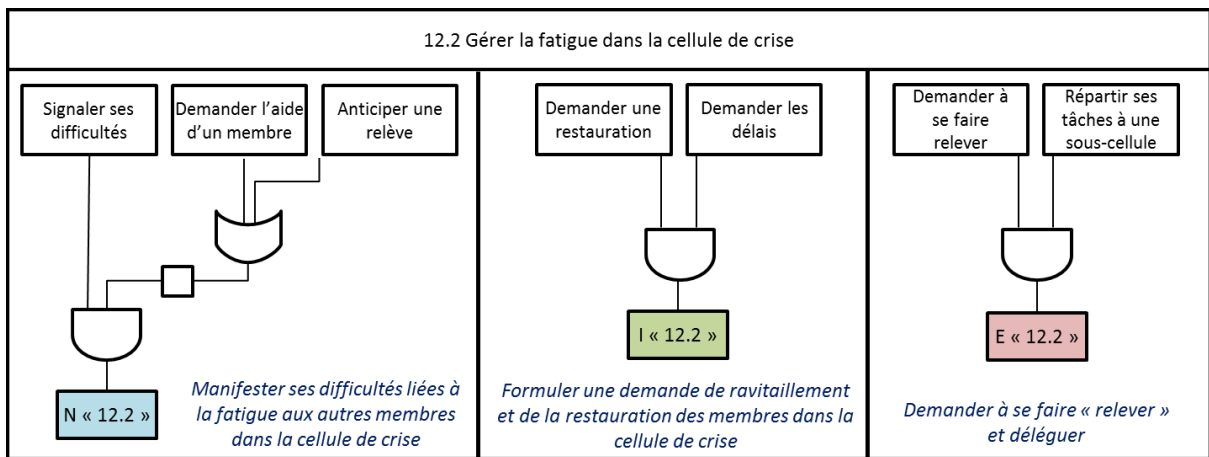 12.2 Gérer la fatigue dans la cellule de crise
Signaler ses
difficultés
Demander l’aide
d’un membre
Anticiper une
relève
N « 12.2 »
Manifester ses difficultés liées à
la fatigue aux autres membres
dans la cellule de crise
Demander une
restauration
Demander les
délais
I « 12.2 »
Formuler une demande de ravitaillement
et de la restauration des membres dans la
cellule de crise
Demander à
se faire
relever
Répartir ses
tâches à une
sous-cellule
E « 12.2 »
Demander à se faire « relever »
et déléguer